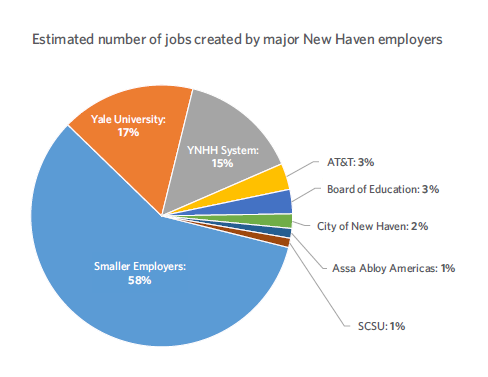 Estimated number of jobs created by major New Haven employers
Yale University:
17%
YNHH System:
15%
AT&T: 3%
Board of Education: 3%
City of New Haven: 2%
Assa Abloy Americas: 1%
SCSU: 1%
Smaller Employers:
58%